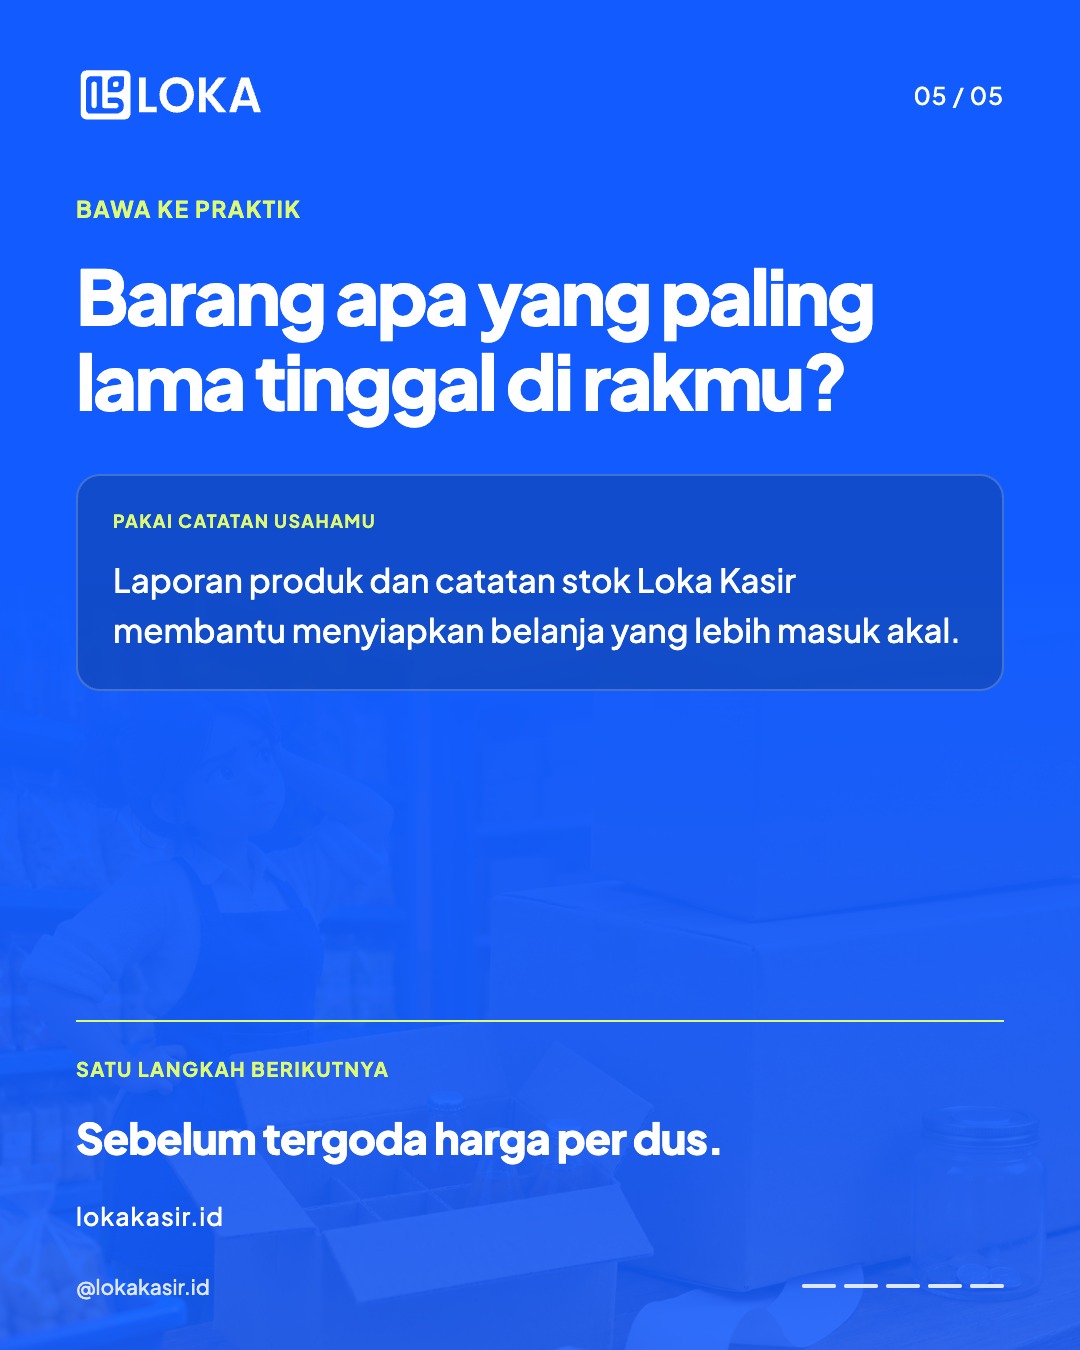 LOKA
05 / 05
BAWA KE PRAKTIK
Barang apa yang paling
lama tinggal di rakmu?
PAKAI CATATAN USAHAMU
Laporan produk dan catatan stok Loka Kasir
membantu menyiapkan belanja yang lebih masuk akal.
SATU LANGKAH BERIKUTNYA
Sebelum tergoda harga per dus.
lokakasir.id
@lokakasir.id